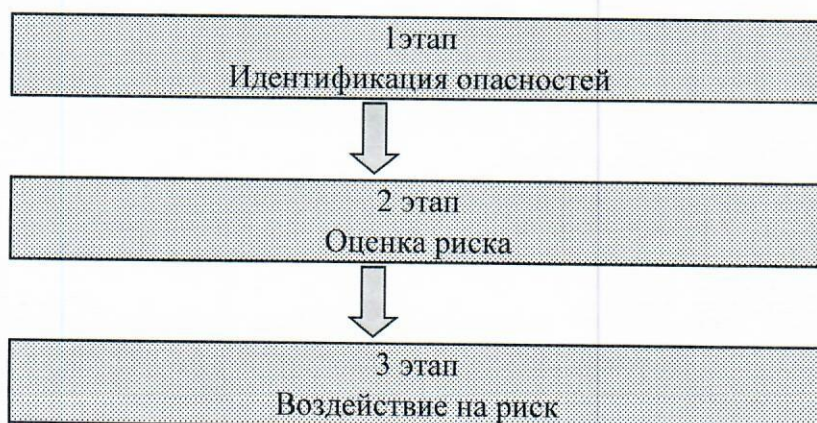 1этап
Идентификация опасностей
2 этап
Оценка риска
3 этап
Воздействие на риск